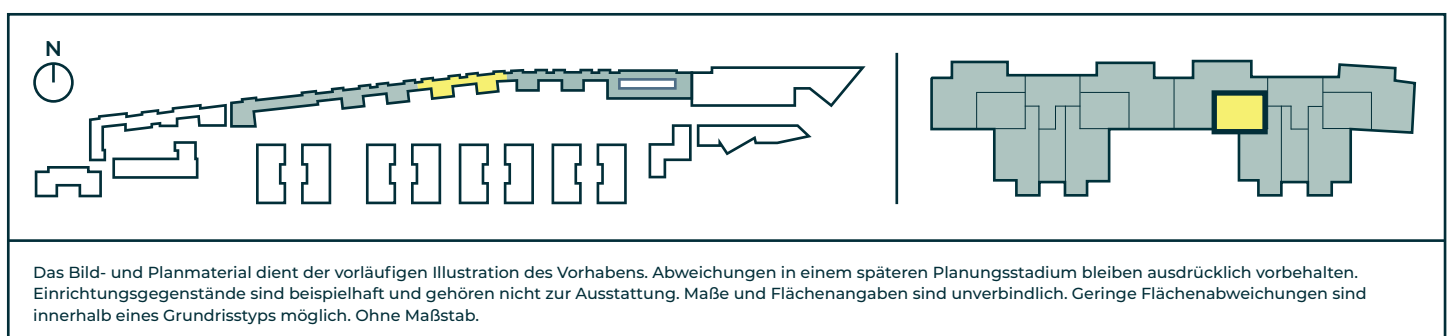 N
Das Bild- und Planmaterial dient der vorläufigen Illustration des Vorhabens. Abweichungen in einem späteren Planungsstadium bleiben ausdrücklich vorbehalten.
Einrichtungsgegenstände sind beispielhaft und gehören nicht zur Ausstattung. Maße und Flächenangaben sind unverbindlich. Geringe Flächenabweichungen sind
innerhalb eines Grundrisstyps möglich. Ohne Maßstab.